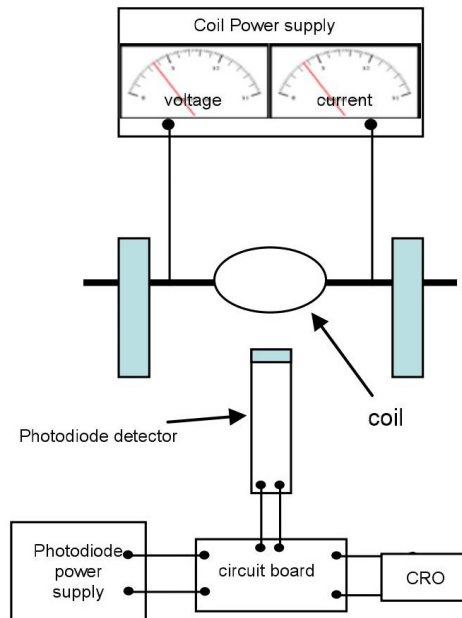 Coil Power supply
voltage
current
coil
Photodiode detector
Photodiode
power
supply
circuit board
CRO